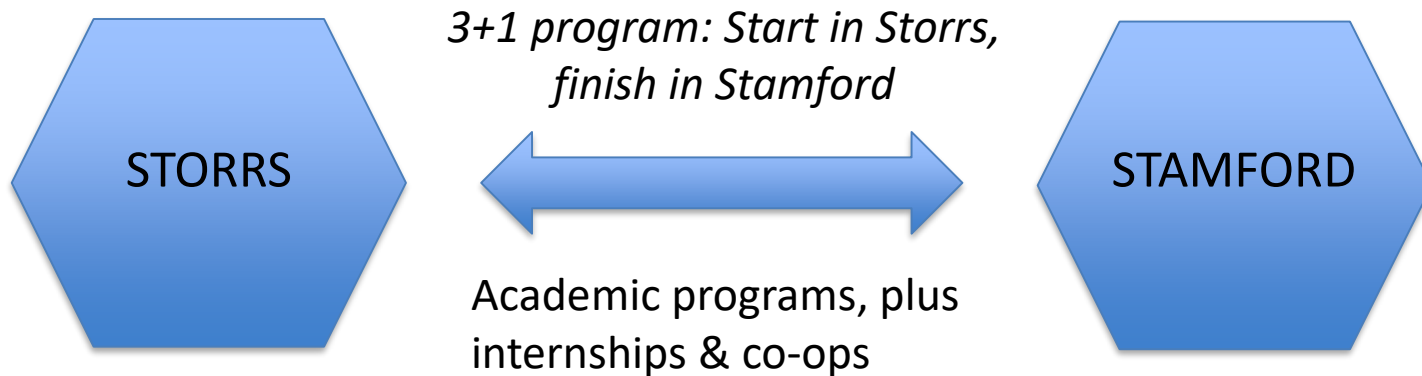 3+1 program: Start in Storrs,
finish in Stamford
STORRS
STAMFORD
Academic programs, plus
internships & co-ops